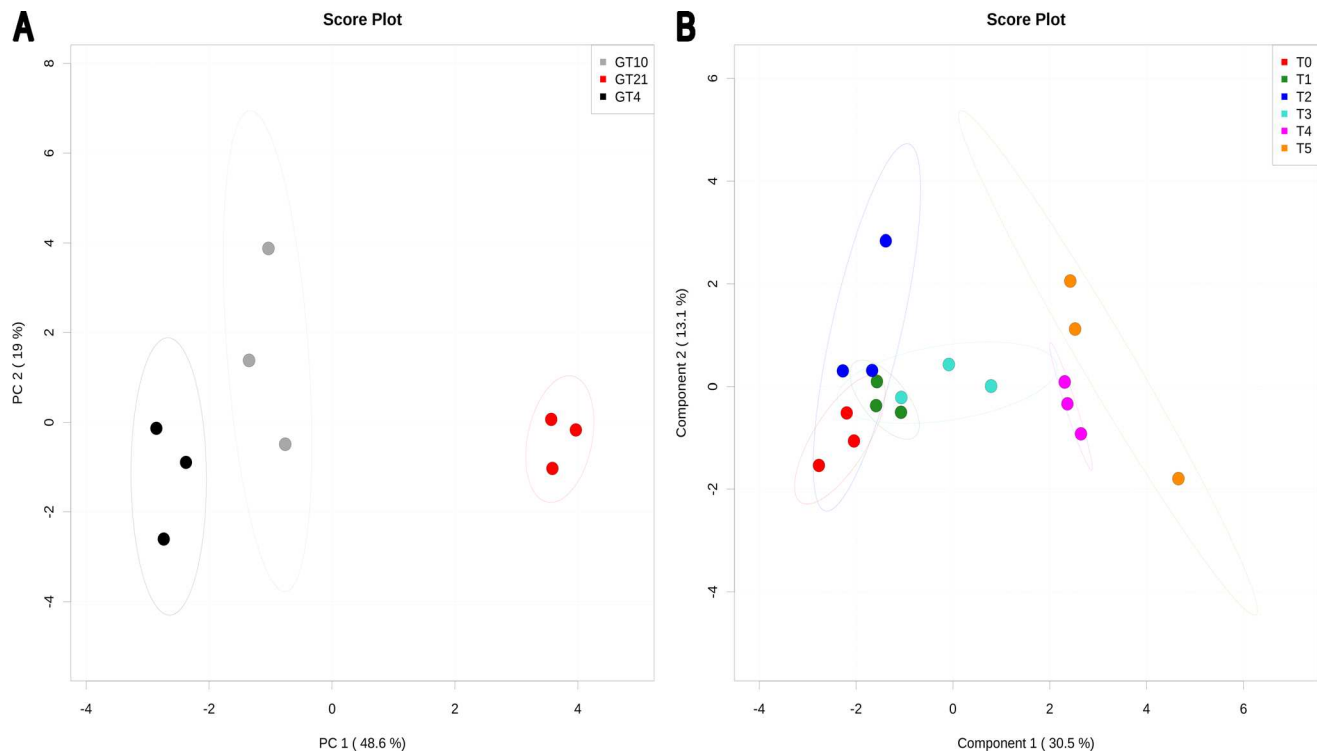 A
Score Plot
GT10
GT21
GT4
8
6
4
2
0
-2
-4
PC 2 ( 19 %)
-4
-2
0
2
4
PC 1 ( 48.6 %)
B
Score Plot
T0
T1
T2
T3
T4
T5
6
4
2
0
-2
-4
Component 2 ( 13.1 %)
-4
-2
0
2
4
6
Component 1 ( 30.5 %)